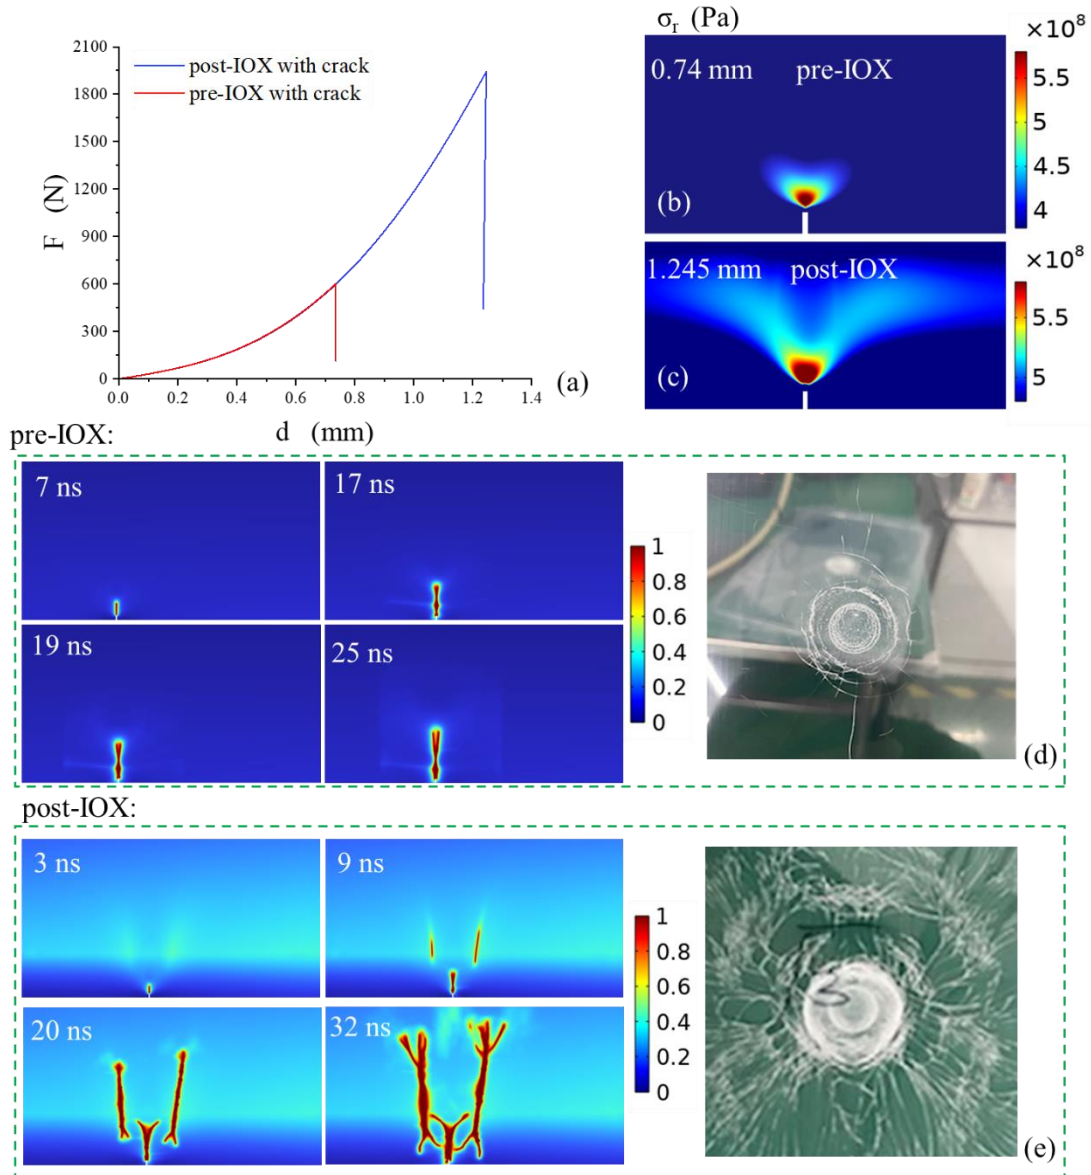 2100
1800
1500
1200
900
600
300
0
F (N)
post-IOX with crack
pre-IOX with crack
0.0 0.2 0.4 0.6 0.8 1.0 1.2 1.4
d (mm)
(a)
σr (Pa)
0.74 mm pre-IOX
(b)
×10⁸
5.5
5
4.5
4
1.245 mm post-IOX
(c)
×10⁸
5.5
5
pre-IOX:
7 ns
17 ns
19 ns
25 ns
1
0.8
0.6
0.4
0.2
0
(d)
post-IOX:
3 ns
9 ns
20 ns
32 ns
1
0.8
0.6
0.4
0.2
0
(e)